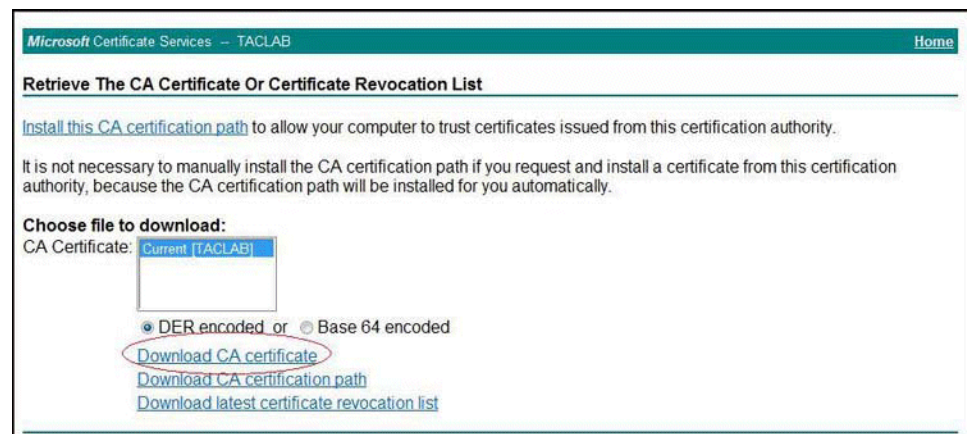 Microsoft Certificate Services -- TACLAB Home
Retrieve The CA Certificate Or Certificate Revocation List
Install this CA certification path to allow your computer to trust certificates issued from this certification authority.
It is not necessary to manually install the CA certification path if you request and install a certificate from this certification
authority, because the CA certification path will be installed for you automatically.
Choose file to download:
CA Certificate: Current [TACLAB]
DER encoded or Base 64 encoded
Download CA certificate
Download CA certification path
Download latest certificate revocation list